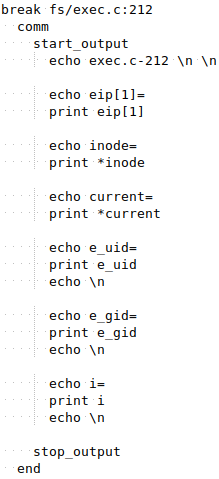 break fs/exec.c:212
comm
start_output
echo exec.c-212 \n \n
echo eip[1]=
print eip[1]
echo inode=
print *inode
echo current=
print *current
echo e_uid=
print e_uid
echo \n
echo e_gid=
print e_gid
echo \n
echo i=
print i
echo \n
stop_output
end